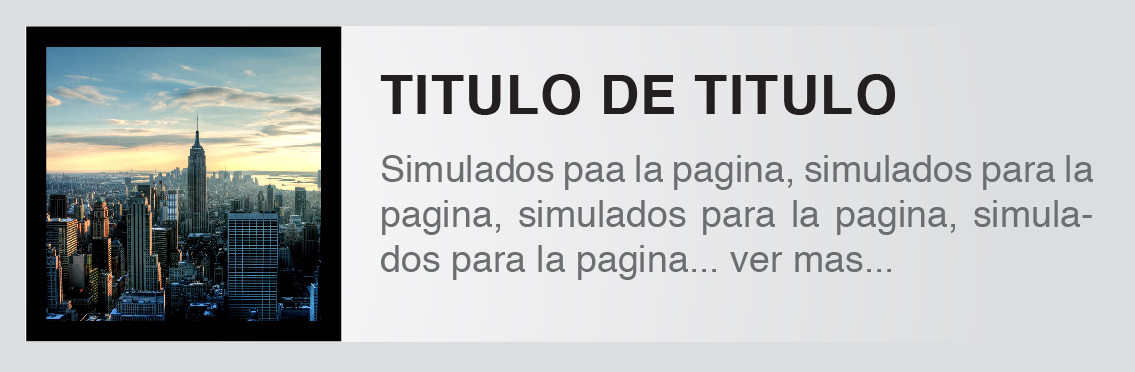 TITULO DE TITULO
Simulados paa la pagina, simulados para la
pagina, simulados para la pagina, simula-
dos para la pagina... ver mas...